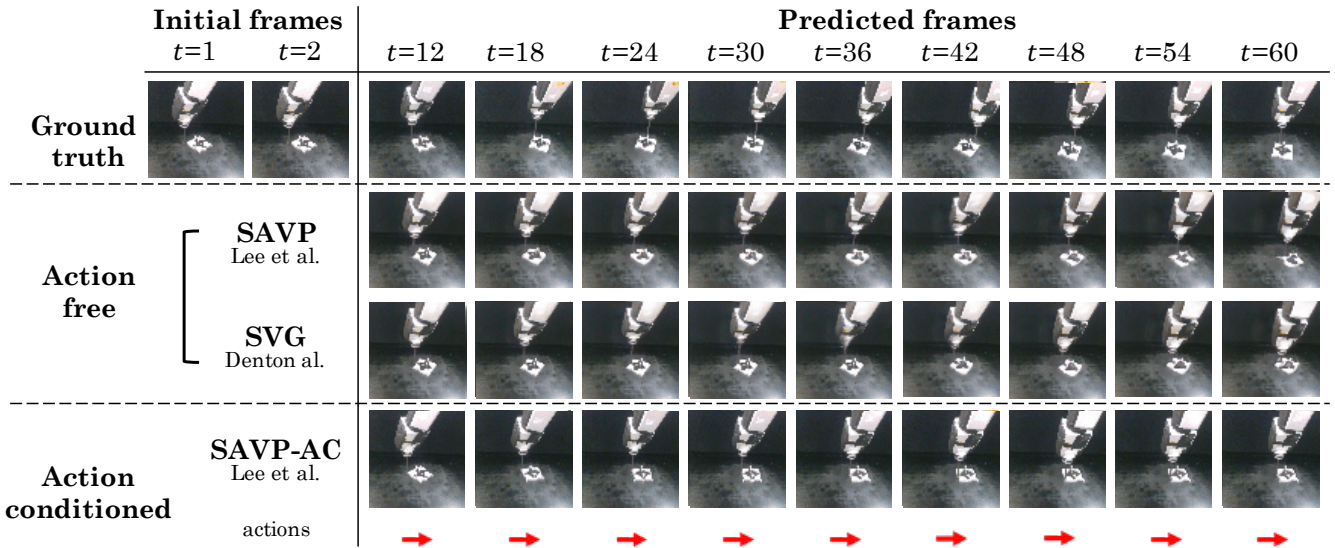 Initial frames
Predicted frames
t=1 t=2 t=12 t=18 t=24 t=30 t=36 t=42 t=48 t=54 t=60
Ground
truth
Action
free
SAVP
Lee et al.
SVG
Denton al.
Action
conditioned
SAVP-AC
Lee et al.
actions